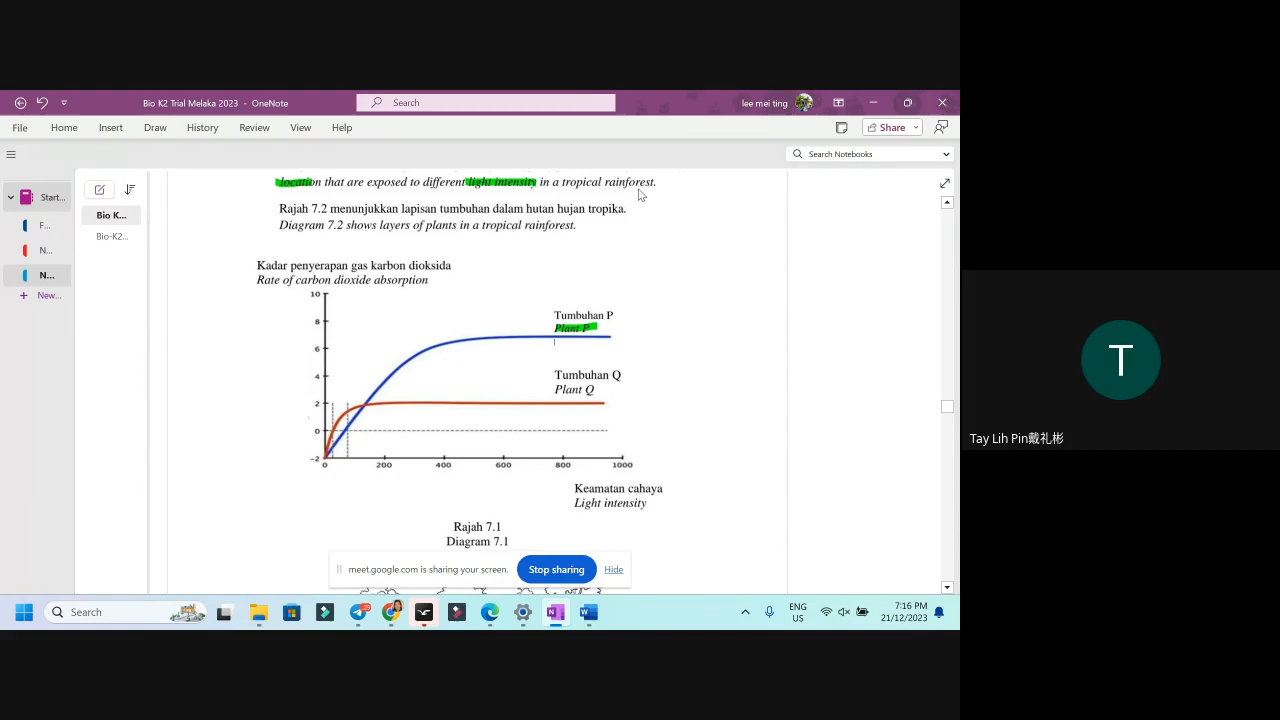 Bio K2 Trial Melaka 2023 - OneNote
Search
lee mei ting
File Home Insert Draw History Review View Help
Share
Search Notebooks
Start...
Bio K...
F...
Bio-K2...
N...
N...
New...
location that are exposed to different light intensity in a tropical rainforest.
Rajah 7.2 menunjukkan lapisan tumbuhan dalam hutan hujan tropika.
Diagram 7.2 shows layers of plants in a tropical rainforest.
Kadar penyerapan gas karbon dioksida
Rate of carbon dioxide absorption
10
8
Tumbuhan P
Plant P
6
4
Tumbuhan Q
Plant Q
2
0
-2
0 200 400 600 800 1000
Keamatan cahaya
Light intensity
Rajah 7.1
Diagram 7.1
meet.google.com is sharing your screen.
Stop sharing
Hide
T
Tay Lih Pin戴礼彬
Search
ENG
US
7:16 PM
21/12/2023